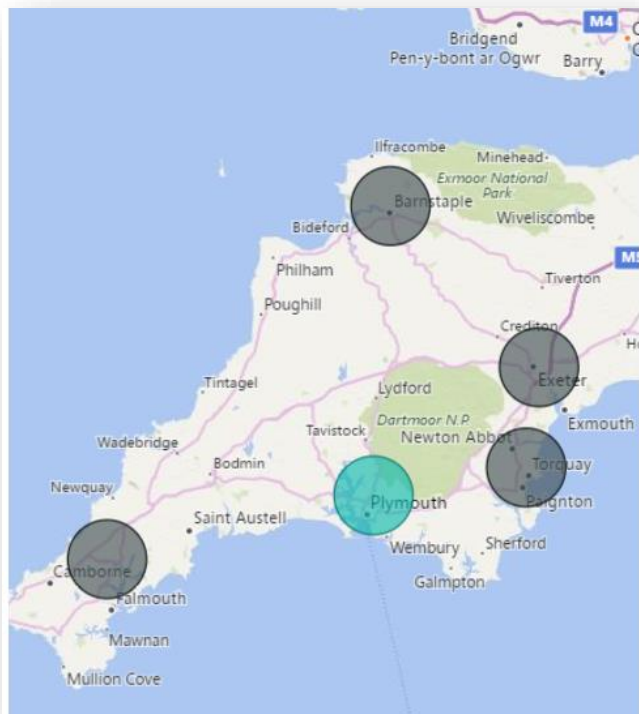 M4
Bridgend
Pen-y-bont ar Ogwr
Barry
Ilfracombe
Minehead
Exmoor National
Park
Barnstaple
Wiveliscombe
Bideford
Philham
Tiverton
Poughill
Crediton
Exeter
Lydford
Tintagel
Exmouth
Dartmoor N.P.
Tavistock
Newton Abbot
Wadebridge
Bodmin
Torquay
Newquay
Plymouth
Paignton
Saint Austell
Wembury
Sherford
Camborne
Galmpton
Falmouth
Mawnan
Mullion Cove